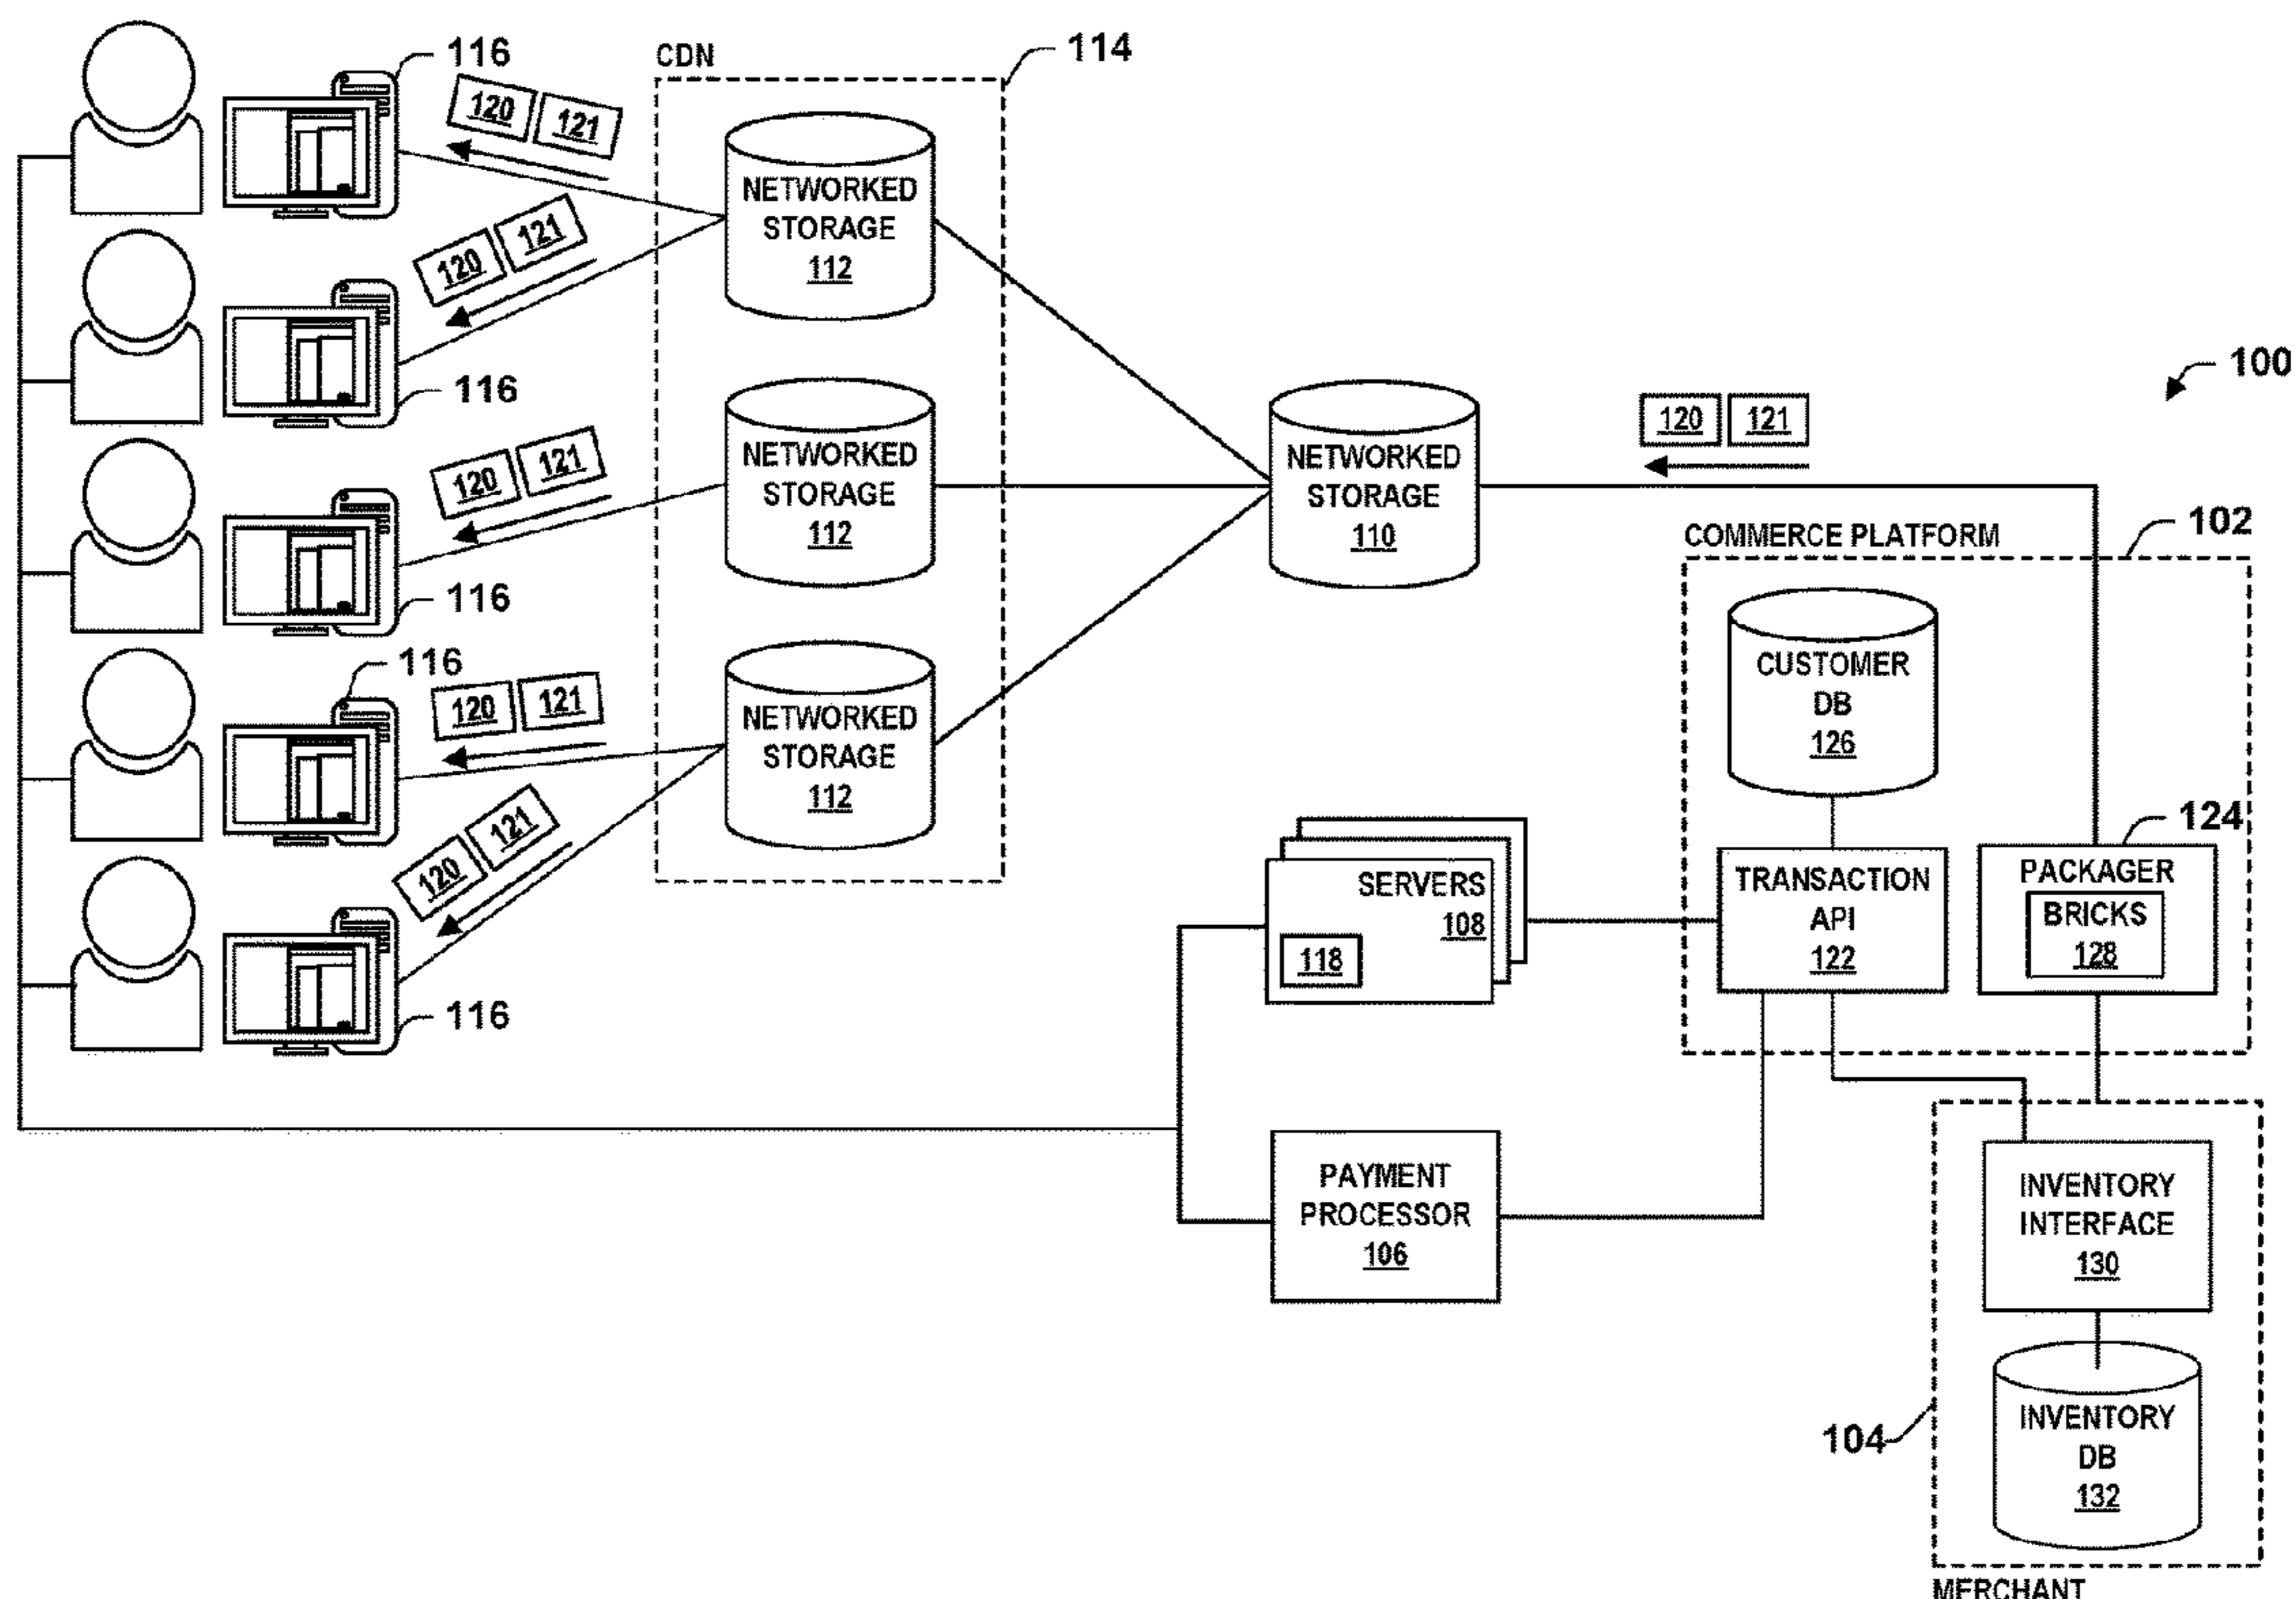 116
120 121
CDN
114
NETWORKED
STORAGE
112
120 121
116
100
120 121
NETWORKED
STORAGE
112
120 121
116
NETWORKED
STORAGE
110
COMMERCE PLATFORM
102
116
120 121
NETWORKED
STORAGE
112
120 121
116
CUSTOMER
DB
126
124
SERVERS
108
118
TRANSACTION
API
122
PACKAGER
BRICKS
128
PAYMENT
PROCESSOR
106
INVENTORY
INTERFACE
130
104
INVENTORY
DB
132
MERCHANT